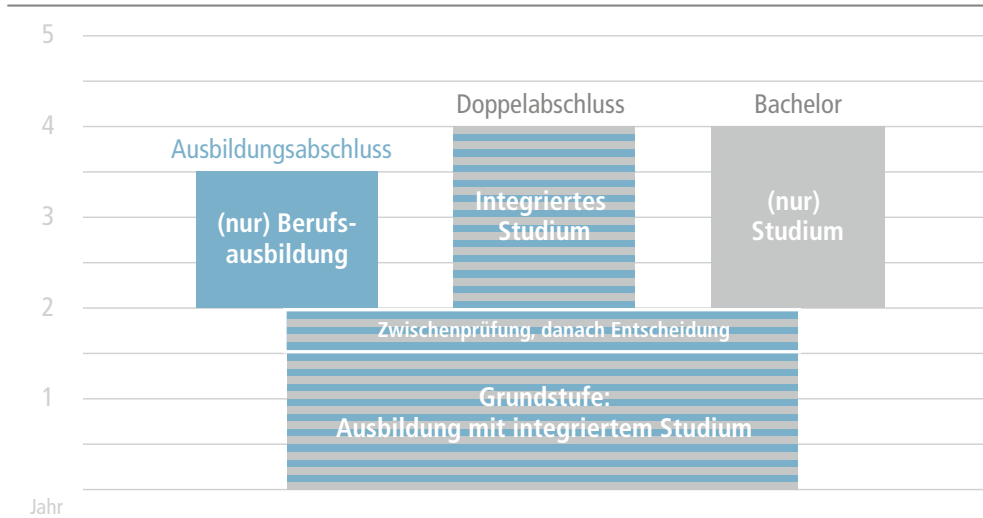 5
Doppelabschluss
Bachelor
4
Ausbildungsabschluss
(nur) Berufs-
ausbildung
Integriertes
Studium
(nur)
Studium
3
2
Zwischenprüfung, danach Entscheidung
1
Grundstufe:
Ausbildung mit integriertem Studium
Jahr